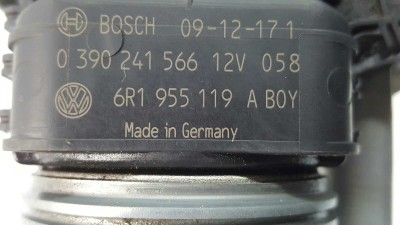 BOSCH 09-12-17 1
0 390 241 566 12V 058
6R1 955 119 A BOY
Made in Germany